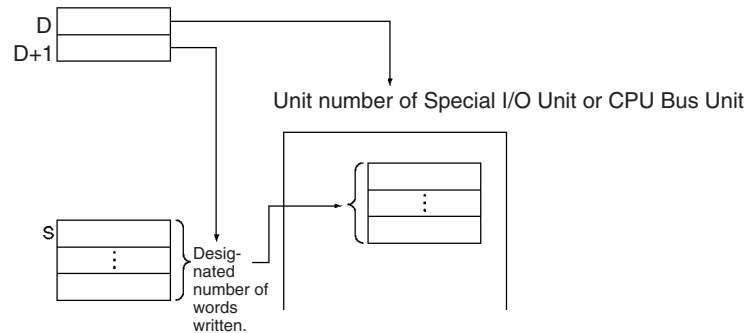 D
D+1
Unit number of Special I/O Unit or CPU Bus Unit
S
Desig-
nated
number of
words
written.